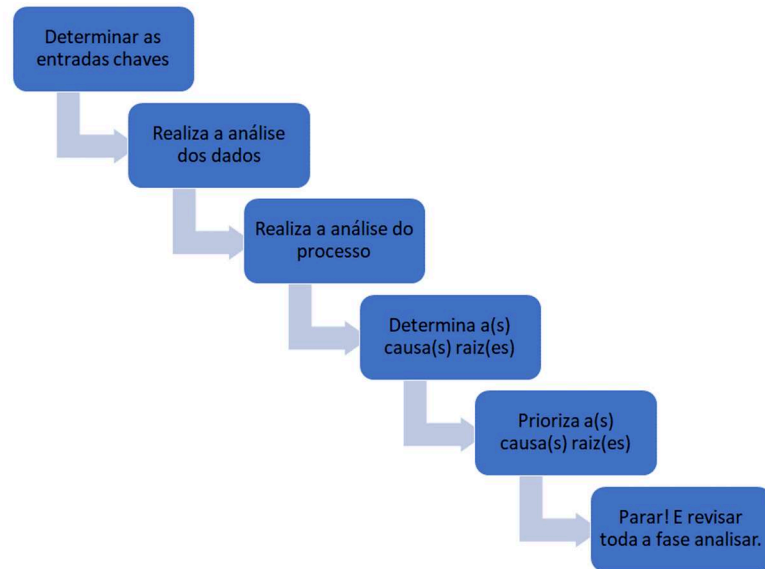 Determinar as
entradas chaves
Realiza a análise
dos dados
Realiza a análise do
processo
Determina a(s)
causa(s) raiz(es)
Prioriza a(s)
causa(s) raiz(es)
Parar! E revisar
toda a fase analisar.